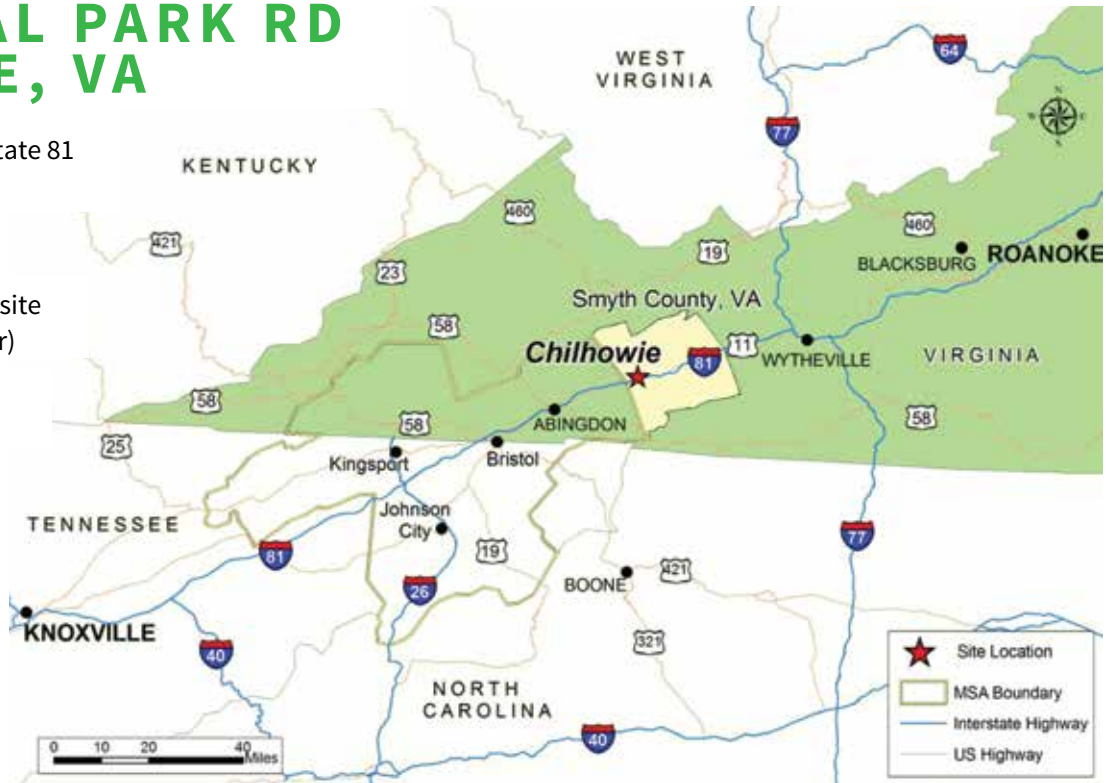 AL PARK RD
E, VA
tate 81
site
r)
WEST
VIRGINIA
64
77
N
W E
S
KENTUCKY
460
421
19
460
BLACKSBURG
ROANOKE
23
Smyth County, VA
58
Chilhowie
81
11
WYTHEVILLE
VIRGINIA
58
ABINGDON
58
58
25
Kingsport
Bristol
TENNESSEE
Johnson
City
81
19
77
26
BOONE
421
KNOXVILLE
40
321
NORTH
CAROLINA
40
Site Location
MSA Boundary
Interstate Highway
US Highway
0 10 20 40
Miles